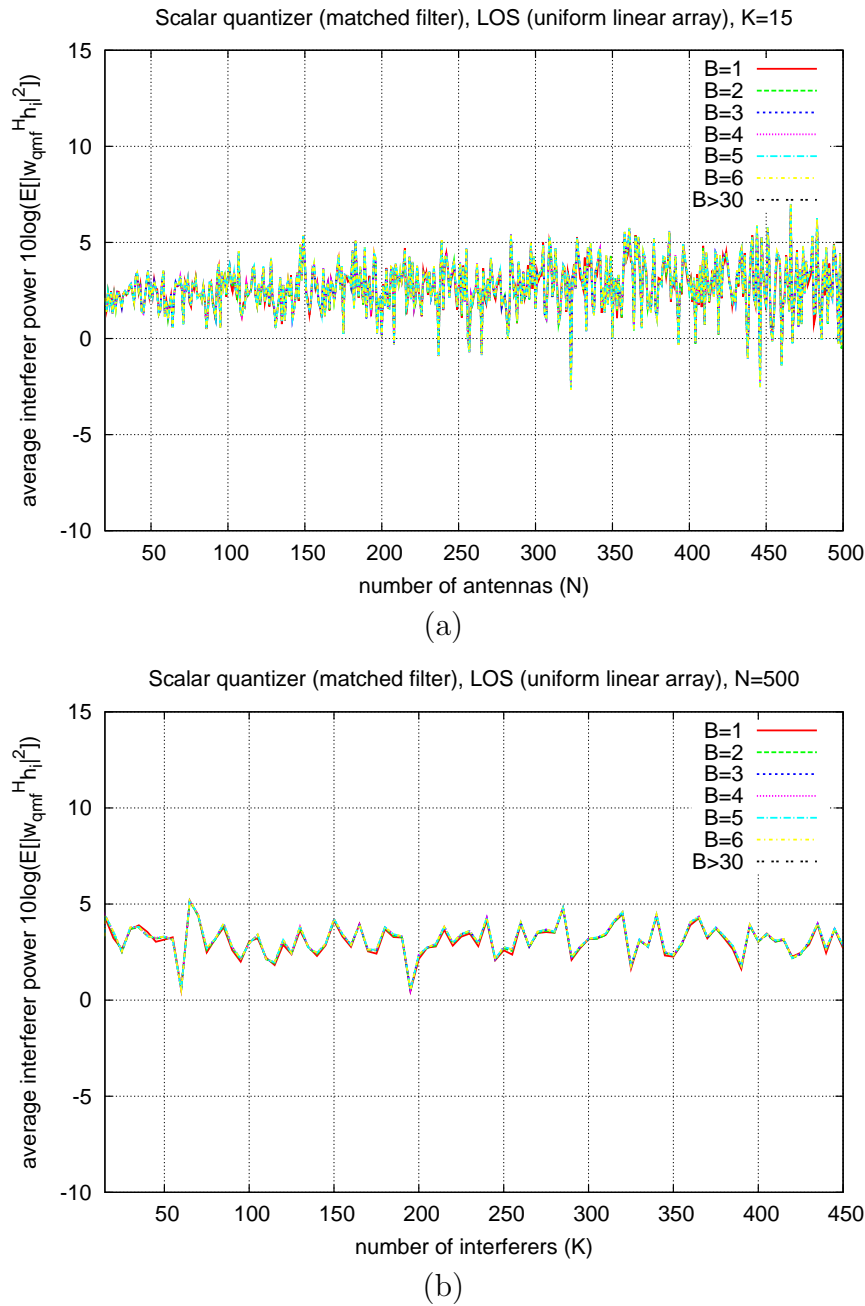 Scalar quantizer (matched filter), LOS (uniform linear array), K=15
average interferer power 10log(E[|w_qmf^H h_i|^2])
15
10
5
0
-5
-10
B=1
B=2
B=3
B=4
B=5
B=6
B>30
50 100 150 200 250 300 350 400 450 500
number of antennas (N)
(a)
Scalar quantizer (matched filter), LOS (uniform linear array), N=500
average interferer power 10log(E[|w_qmf^H h_i|^2])
15
10
5
0
-5
-10
B=1
B=2
B=3
B=4
B=5
B=6
B>30
50 100 150 200 250 300 350 400 450
number of interferers (K)
(b)